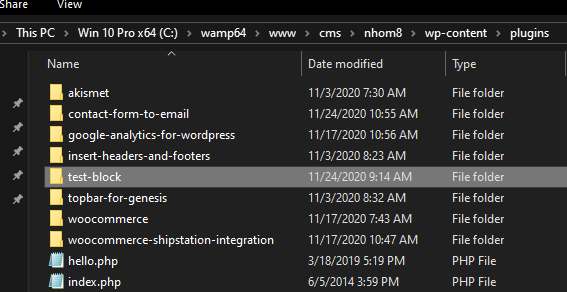 Share View
This PC > Win 10 Pro x64 (C:) > wamp64 > www > cms > nhom8 > wp-content > plugins
Name Date modified Type
akismet 11/3/2020 7:30 AM File folder
contact-form-to-email 11/24/2020 10:55 AM File folder
google-analytics-for-wordpress 11/17/2020 10:56 AM File folder
insert-headers-and-footers 11/3/2020 8:23 AM File folder
test-block 11/24/2020 9:14 AM File folder
topbar-for-genesis 11/3/2020 8:32 AM File folder
woocommerce 11/17/2020 7:43 AM File folder
woocommerce-shipstation-integration 11/17/2020 10:47 AM File folder
hello.php 3/18/2019 5:19 PM PHP File
index.php 6/5/2014 3:59 PM PHP File